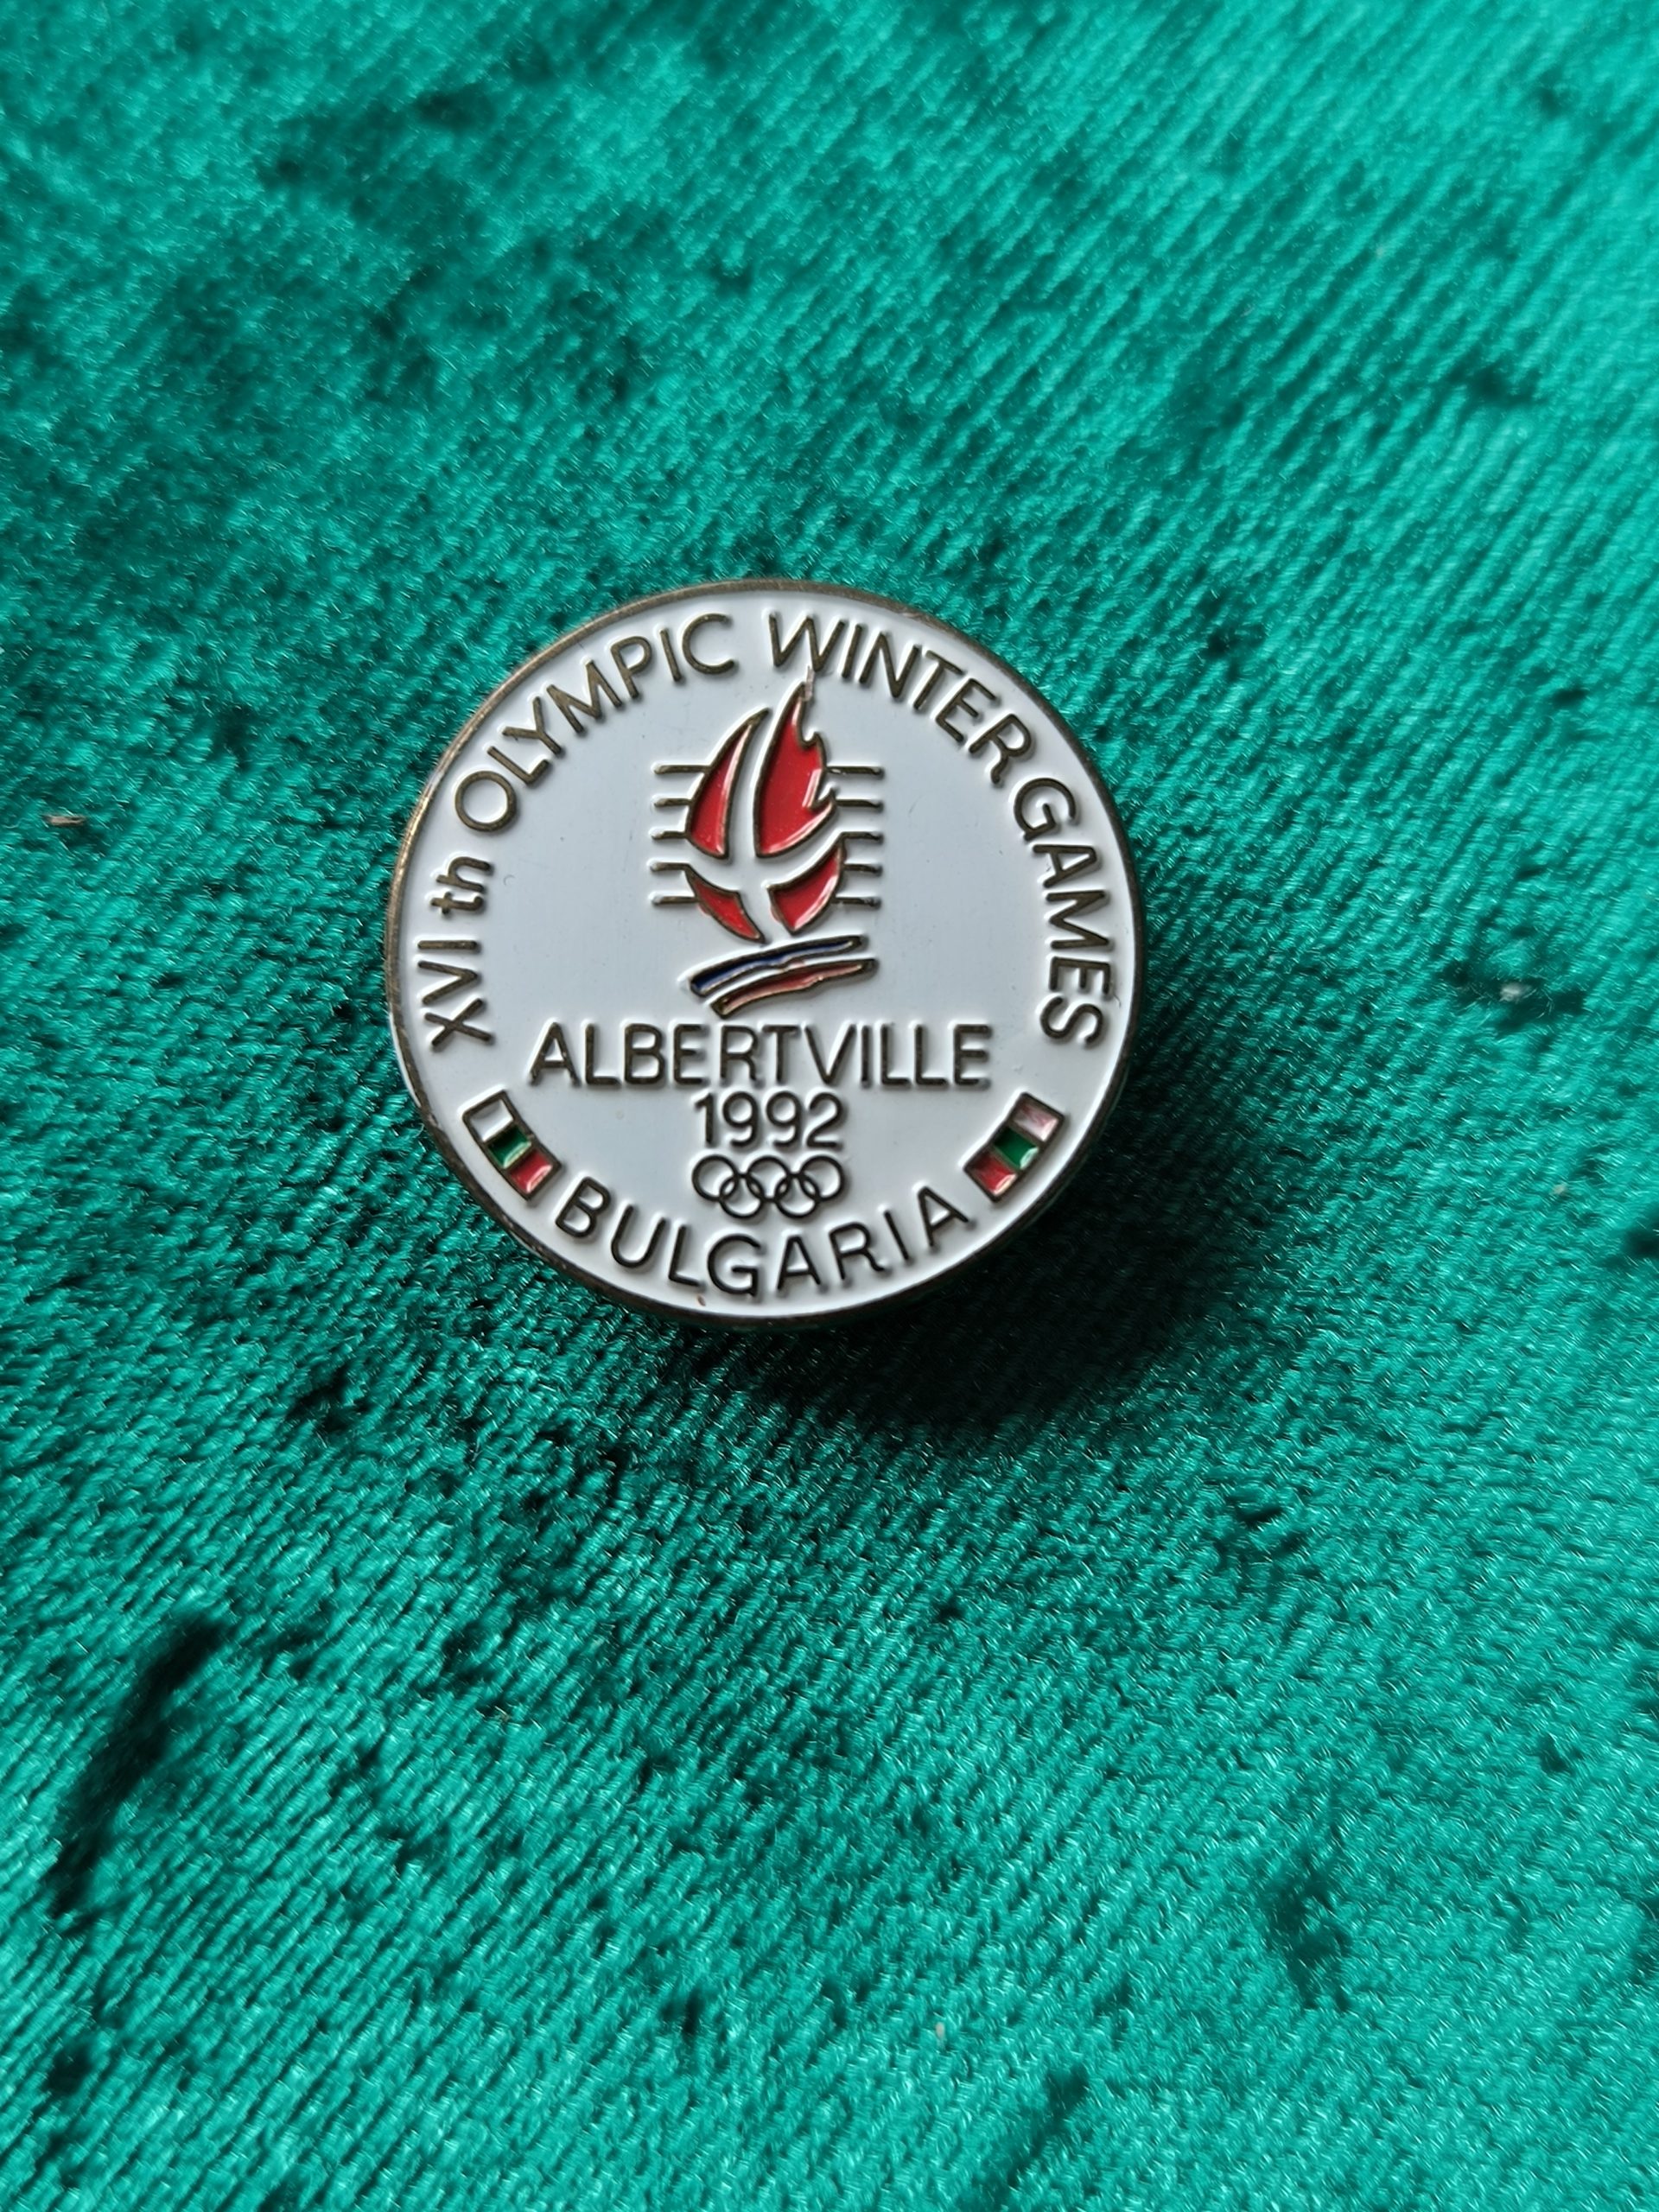 XVI th OLYMPIC WINTER GAMES
ALBERTVILLE
1992
BULGARIA